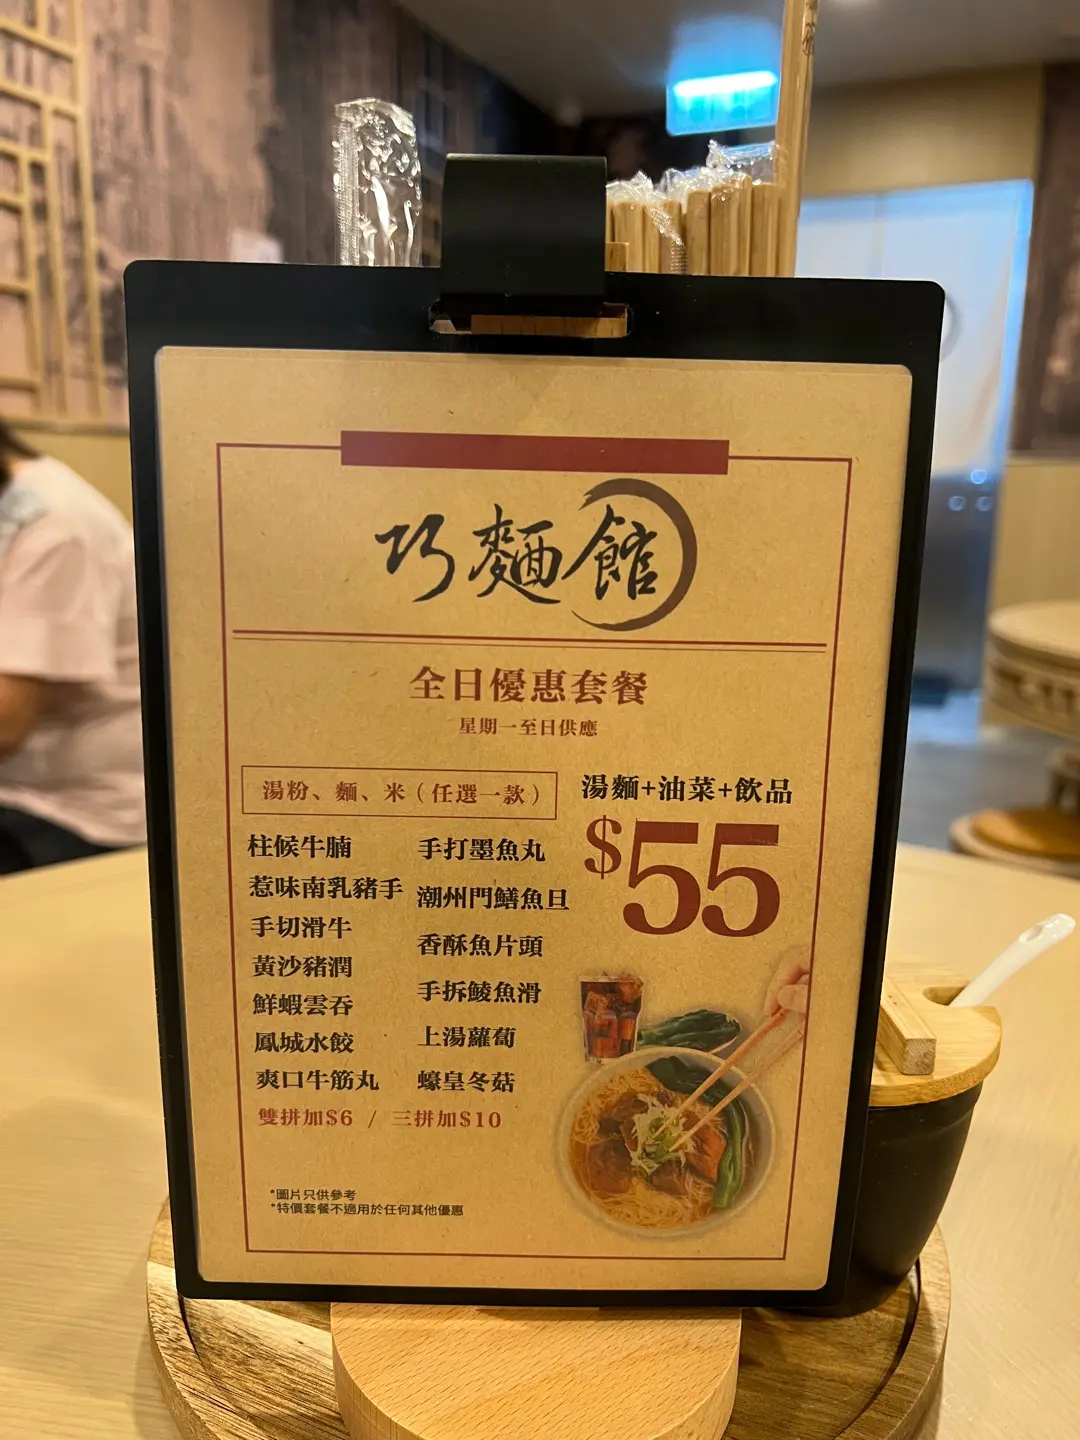 巧麵館
全日優惠套餐
星期一至日供應
湯粉、麵、米（任選一款）
柱候牛腩
惹味南乳豬手
手切滑牛
黃沙豬潤
鮮蝦雲吞
鳳城水餃
爽口牛筋丸
手打墨魚丸
潮州門鱔魚旦
香酥魚片頭
手拆鯪魚滑
上湯蘿蔔
蠔皇冬菇
雙拼加$6 / 三拼加$10
湯麵+油菜+飲品
$55
*圖片只供參考
*特價套餐不適用於任何其他優惠